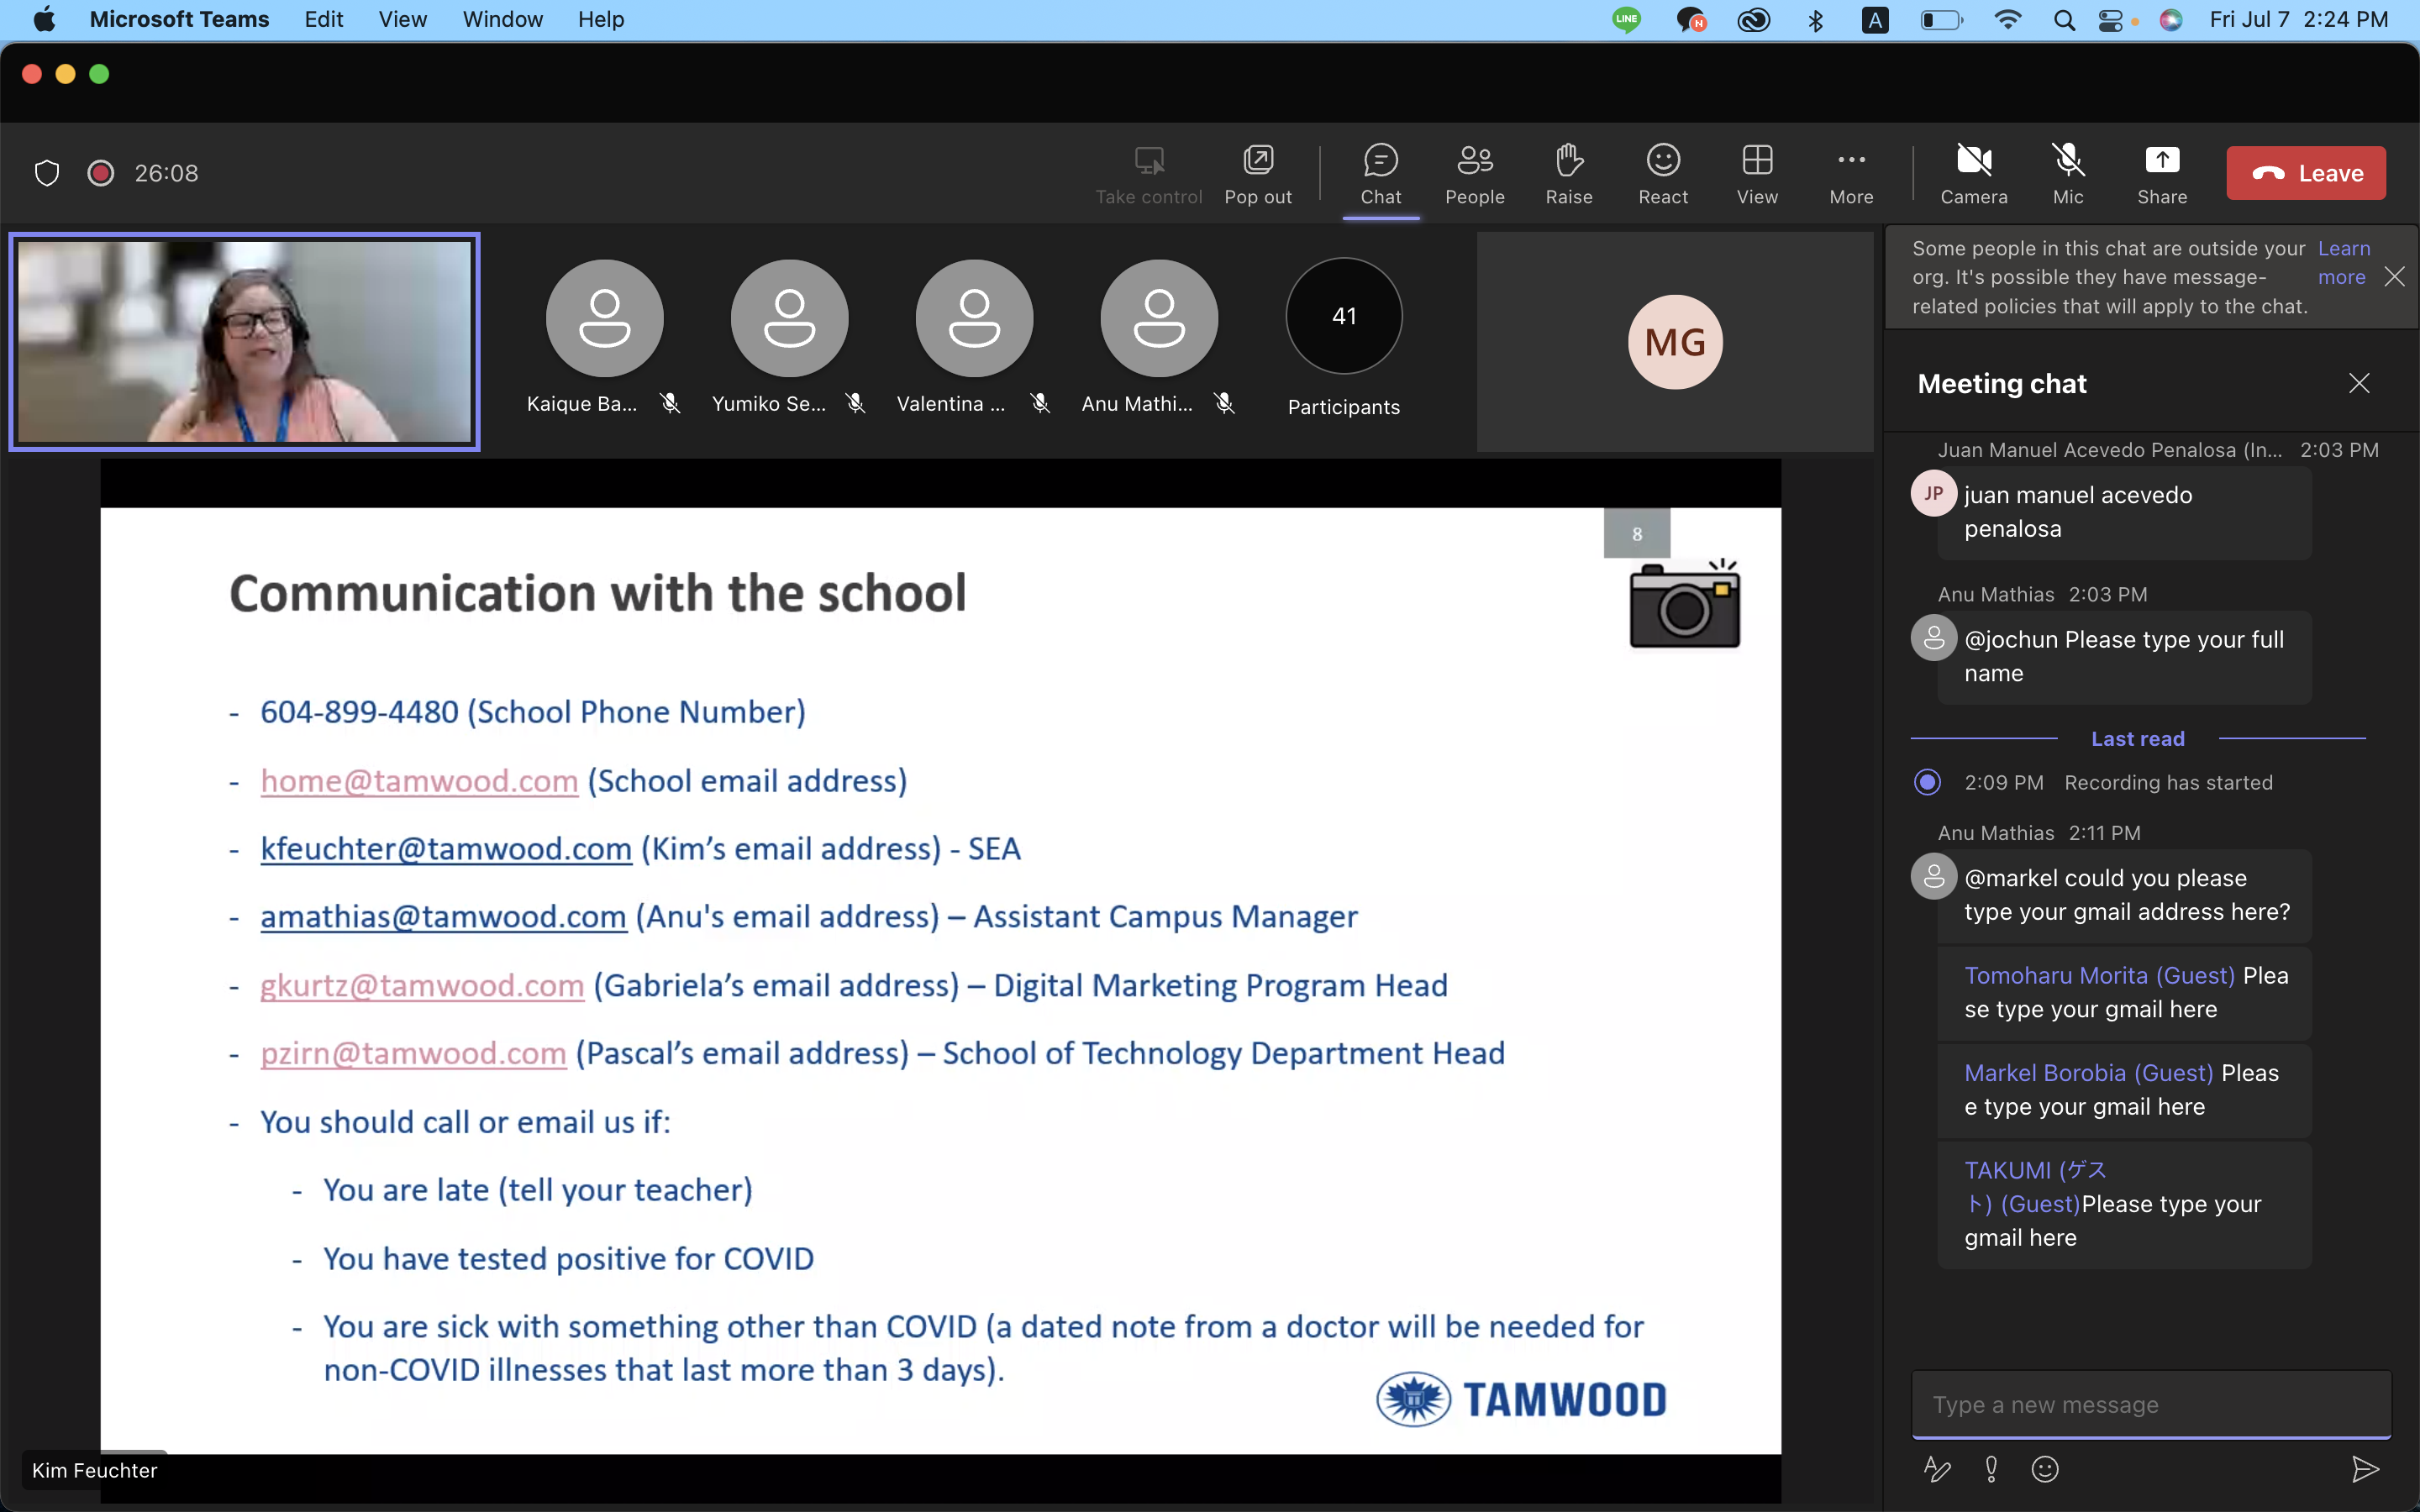 Microsoft Teams Edit View Window Help
LINE N A Fri Jul 7 2:24 PM
26:08
Take control Pop out Chat People Raise React View More Camera Mic Share Leave
Kaique Ba... Yumiko Se... Valentina ... Anu Mathi...
41
Participants
MG
8
Communication with the school
- 604-899-4480 (School Phone Number)
- home@tamwood.com (School email address)
- kfeuchter@tamwood.com (Kim’s email address) - SEA
- amathias@tamwood.com (Anu's email address) – Assistant Campus Manager
- gkurtz@tamwood.com (Gabriela’s email address) – Digital Marketing Program Head
- pzirn@tamwood.com (Pascal’s email address) – School of Technology Department Head
- You should call or email us if:
- You are late (tell your teacher)
- You have tested positive for COVID
- You are sick with something other than COVID (a dated note from a doctor will be needed for
non-COVID illnesses that last more than 3 days).
TAMWOOD
Kim Feuchter
Some people in this chat are outside your Learn
org. It's possible they have message- more
related policies that will apply to the chat.
Meeting chat
Juan Manuel Acevedo Penalosa (In... 2:03 PM
JP
juan manuel acevedo
penalosa
Anu Mathias 2:03 PM
@jochun Please type your full
name
Last read
2:09 PM Recording has started
Anu Mathias 2:11 PM
@markel could you please
type your gmail address here?
Tomoharu Morita (Guest) Plea
se type your gmail here
Markel Borobia (Guest) Pleas
e type your gmail here
TAKUMI (ゲス
ト) (Guest)Please type your
gmail here
Type a new message